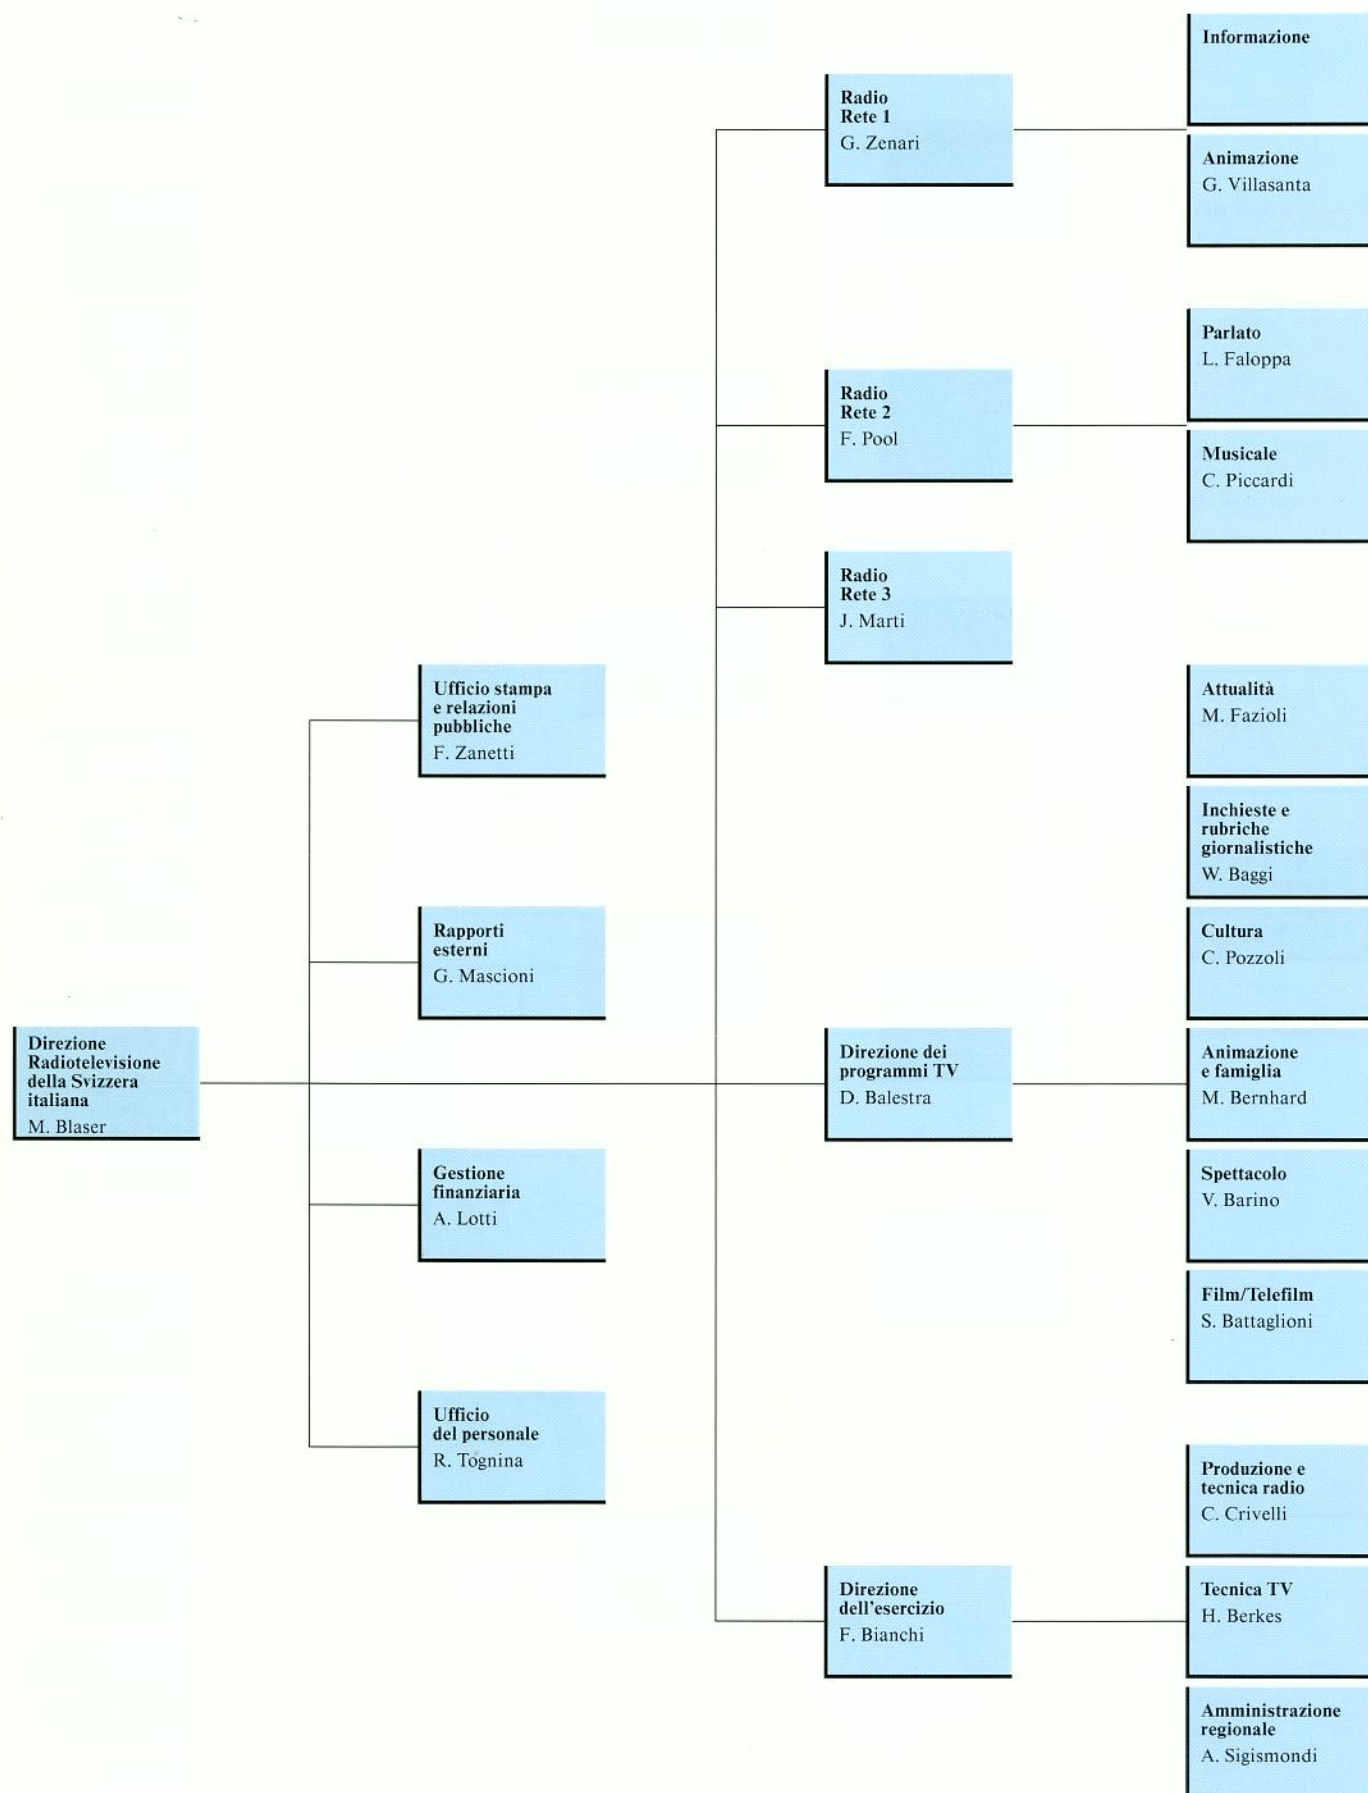 Direzione
Radiotelevisione
della Svizzera
italiana
M. Blaser
Ufficio stampa
e relazioni
pubbliche
F. Zanetti
Rapporti
esterni
G. Mascioni
Gestione
finanziaria
A. Lotti
Ufficio
del personale
R. Tognina
Radio
Rete 1
G. Zenari
Radio
Rete 2
F. Pool
Radio
Rete 3
J. Marti
Direzione dei
programmi TV
D. Balestra
Direzione
dell'esercizio
F. Bianchi
Informazione
Animazione
G. Villasanta
Parlato
L. Faloppa
Musicale
C. Piccardi
Attualità
M. Fazioli
Inchieste e
rubriche
giornalistiche
W. Baggi
Cultura
C. Pozzoli
Animazione
e famiglia
M. Bernhard
Spettacolo
V. Barino
Film/Telefilm
S. Battaglioni
Produzione e
tecnica radio
C. Crivelli
Tecnica TV
H. Berkes
Amministrazione
regionale
A. Sigismondi